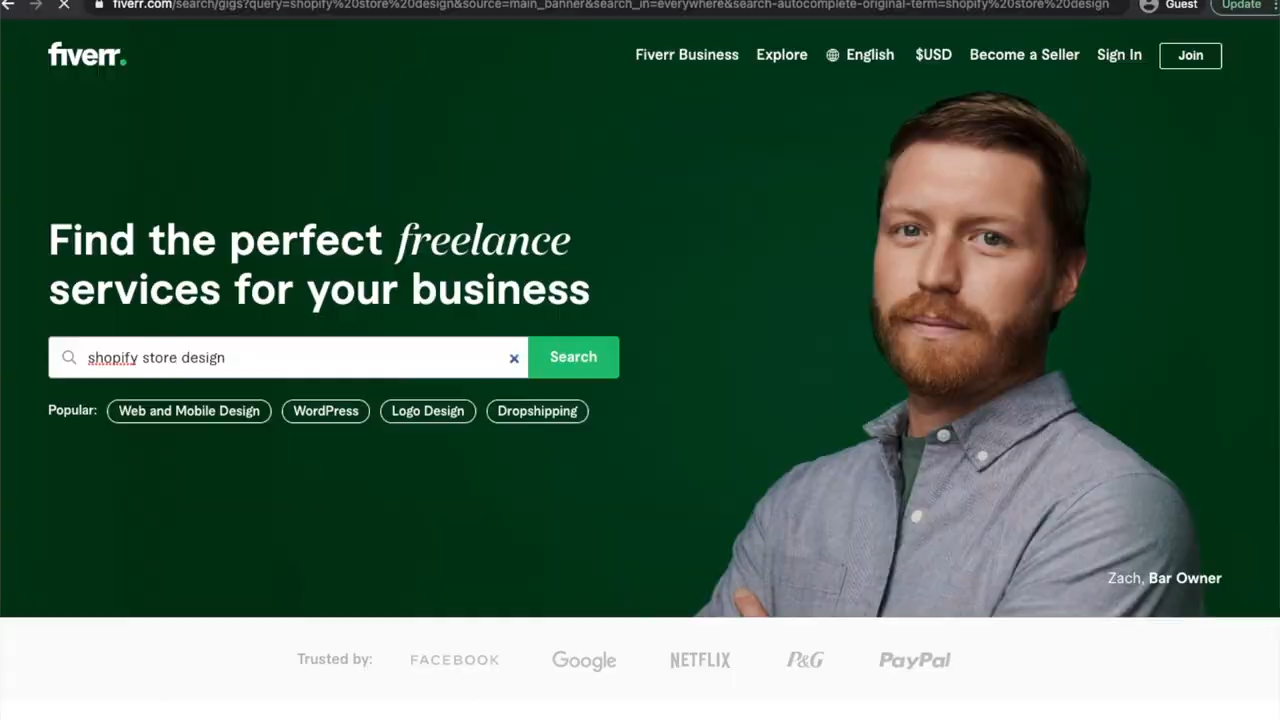 fiverr.com/search/gigs?query=shopify%20store%20design&source=main_banner&search_in=everywhere&search-autocomplete-original-term=shopify%20store%20design
Guest
Update
fiverr.
Fiverr Business
Explore
English
$USD
Become a Seller
Sign In
Join
Find the perfect freelance
services for your business
shopify store design
Search
Popular:
Web and Mobile Design
WordPress
Logo Design
Dropshipping
Zach, Bar Owner
Trusted by:
FACEBOOK
Google
NETFLIX
P&G
PayPal